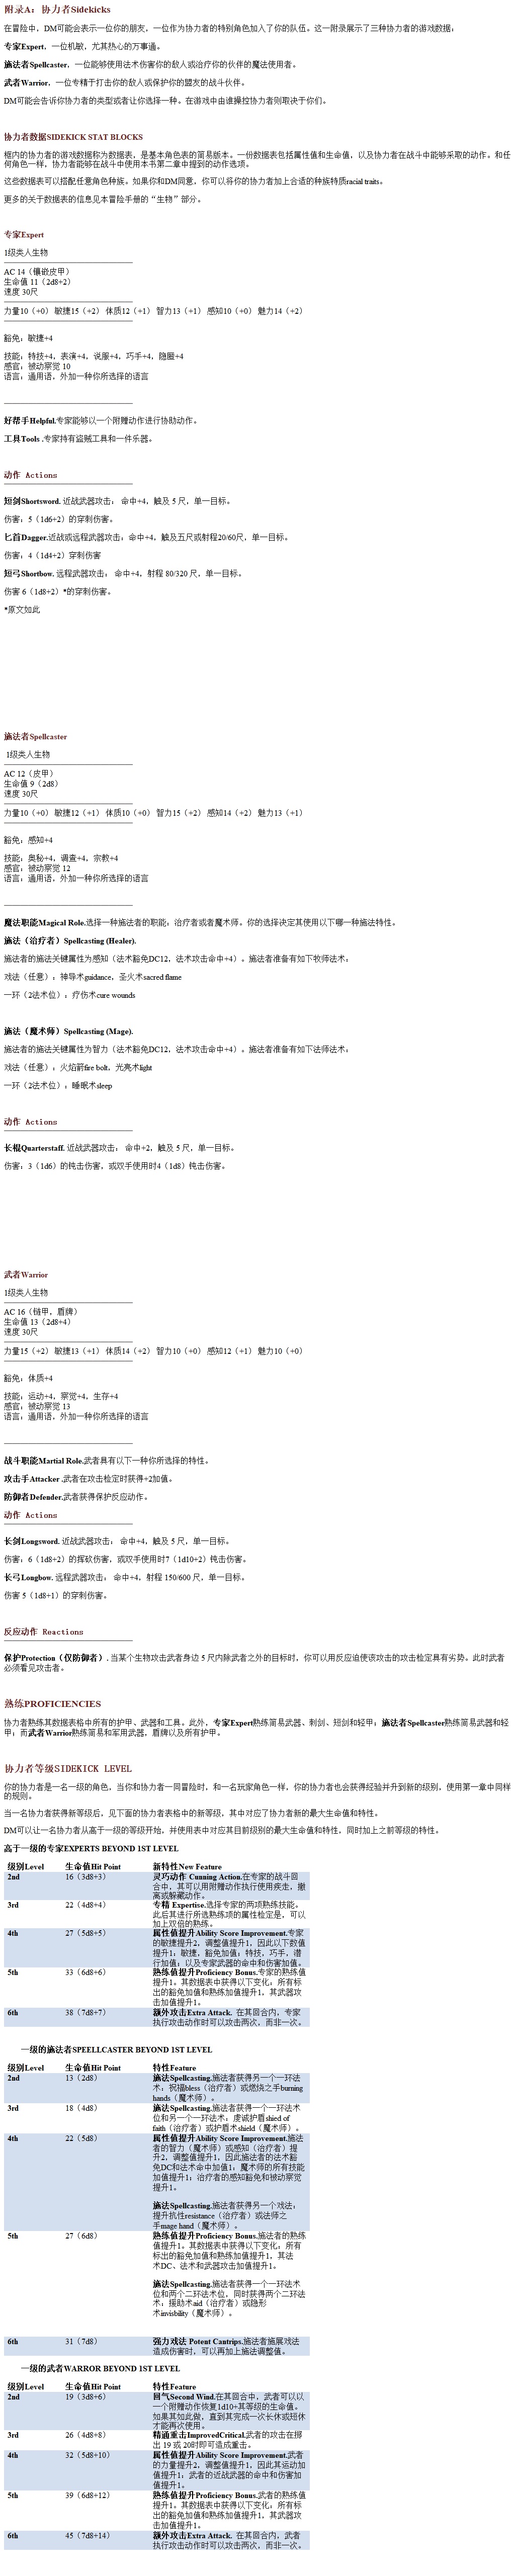 附录A：协力者Sidekicks
在冒险中，DM可能会表示一位你的朋友，一位作为协力者的特别角色加入了你的队伍。这一附录展示了三种协力者的游戏数据：
专家Expert，一位机敏，尤其热心的万事通。
施法者Spellcaster，一位能够使用法术伤害你的敌人或治疗你的伙伴的魔法使用者。
武者Warrior，一位专精于打击你的敌人或保护你的盟友的战斗伙伴。
DM可能会告诉你协力者的类型或者让你选择一种。在游戏中由谁操控协力者则取决于你们。
协力者数据SIDEKICK STAT BLOCKS
框内的协力者的游戏数据称为数据表，是基本角色表的简易版本。一份数据表包括属性值和生命值，以及协力者在战斗中能够采取的动作。和任
何角色一样，协力者能够在战斗中使用本书第二章中提到的动作选项。
这些数据表可以搭配任意角色种族。如果你和DM同意，你可以将你的协力者加上合适的种族特质racial traits。
更多的关于数据表的信息见本冒险手册的“生物”部分。
专家Expert
1级类人生物
AC 14（镶嵌皮甲）
生命值 11（2d8+2）
速度 30尺
力量10（+0） 敏捷15（+2） 体质12（+1） 智力13（+1） 感知10（+0） 魅力14（+2）
豁免：敏捷+4
技能：特技+4，表演+4，说服+4，巧手+4，隐匿+4
感官：被动察觉 10
语言：通用语，外加一种你所选择的语言
好帮手Helpful.专家能够以一个附赠动作进行协助动作。
工具Tools .专家持有盗贼工具和一件乐器。
动作 Actions
短剑Shortsword. 近战武器攻击： 命中+4，触及 5 尺，单一目标。
伤害：5（1d6+2）的穿刺伤害。
匕首Dagger.近战或远程武器攻击：命中+4，触及五尺或射程20/60尺，单一目标。
伤害：4（1d4+2）穿刺伤害
短弓Shortbow. 远程武器攻击： 命中+4，射程 80/320 尺，单一目标。
伤害 6（1d8+2）*的穿刺伤害。
*原文如此
施法者Spellcaster
1级类人生物
AC 12（皮甲）
生命值 9（2d8）
速度 30尺
力量10（+0） 敏捷12（+1） 体质10（+0） 智力15（+2） 感知14（+2） 魅力13（+1）
豁免：感知+4
技能：奥秘+4，调查+4，宗教+4
感官：被动察觉 12
语言：通用语，外加一种你所选择的语言
魔法职能Magical Role.选择一种施法者的职能：治疗者或者魔术师。你的选择决定其使用以下哪一种施法特性。
施法（治疗者）Spellcasting (Healer).
施法者的施法关键属性为感知（法术豁免DC12，法术攻击命中+4）。施法者准备有如下牧师法术：
戏法（任意）：神导术guidance，圣火术sacred flame
一环（2法术位）：疗伤术cure wounds
施法（魔术师）Spellcasting (Mage).
施法者的施法关键属性为智力（法术豁免DC12，法术攻击命中+4）。施法者准备有如下法师法术：
戏法（任意）：火焰箭fire bolt，光亮术light
一环（2法术位）：睡眠术sleep
动作 Actions
长棍Quarterstaff. 近战武器攻击： 命中+2，触及 5 尺，单一目标。
伤害：3（1d6）的钝击伤害，或双手使用时4（1d8）钝击伤害。
武者Warrior
1级类人生物
AC 16（链甲，盾牌）
生命值 13（2d8+4）
速度 30尺
力量15（+2） 敏捷13（+1） 体质14（+2） 智力10（+0） 感知12（+1） 魅力10（+0）
豁免：体质+4
技能：运动+4，察觉+4，生存+4
感官：被动察觉 13
语言：通用语，外加一种你所选择的语言
战斗职能Martial Role.武者具有以下一种你所选择的特性。
攻击手Attacker .武者在攻击检定时获得+2加值。
防御者Defender.武者获得保护反应动作。
动作 Actions
长剑Longsword. 近战武器攻击： 命中+4，触及 5 尺，单一目标。
伤害：6（1d8+2）的挥砍伤害，或双手使用时7（1d10+2）钝击伤害。
长弓Longbow. 远程武器攻击： 命中+4，射程 150/600 尺，单一目标。
伤害 5（1d8+1）的穿刺伤害。
反应动作 Reactions
保护Protection（仅防御者）.当某个生物攻击武者身边 5 尺内除武者之外的目标时，你可以用反应迫使该攻击的攻击检定具有劣势。此时武者
必须看见攻击者。
熟练PROFICIENCIES
协力者熟练其数据表格中所有的护甲、武器和工具。此外，专家Expert熟练简易武器、刺剑、短剑和轻甲；施法者Spellcaster熟练简易武器和轻
甲；而武者Warrior熟练简易和军用武器，盾牌以及所有护甲。
协力者等级SIDEKICK LEVEL
你的协力者是一名一级的角色，当你和协力者一同冒险时，和一名玩家角色一样，你的协力者也会获得经验并升到新的级别，使用第一章中同样
的规则。
当一名协力者获得新等级后，见下面的协力者表格中的新等级，其中对应了协力者新的最大生命值和特性。
DM可以让一名协力者从高于一级的等级开始，并使用表中对应其目前级别的最大生命值和特性，同时加上之前等级的特性。
高于一级的专家EXPERTS BEYOND 1ST LEVEL
级别Level 生命值Hit Point 新特性New Feature
2nd 16（3d8+3） 灵巧动作 Cunning Action.在专家的战斗回
合中，其可以用附赠动作执行使用疾走，撤
离或躲藏动作。
3rd 22（4d8+4） 专精 Expertise.选择专家的两项熟练技能。
此后其进行所选熟练项的属性检定是，可以
加上双倍的熟练。
4th 27（5d8+5） 属性值提升Ability Score Improvement.专家
的敏捷提升2，调整值提升1，因此以下数值
提升1：敏捷，豁免加值；特技，巧手，潜
行加值；以及专家武器的命中和伤害加值。
5th 33（6d8+6） 熟练值提升Proficiency Bonus.专家的熟练值
提升1，其数据表中获得以下变化：所有标
出的豁免加值和熟练加值提升1，其武器攻
击加值提升1。
6th 38（7d8+7） 额外攻击Extra Attack. 在其回合内，专家
执行攻击动作时可以攻击两次，而非一次。
一级的施法者SPEELLCASTER BEYOND 1ST LEVEL
级别Level 生命值Hit Point 特性Feature
2nd 13（2d8） 施法Spellcasting.施法者获得另一个一环法
术：祝福bless（治疗者）或燃烧之手burning
hands（魔术师）。
3rd 18（4d8） 施法Spellcasting.施法者获得一个一环法术
位和另一个一环法术：虔诚护盾shied of
faith（治疗者）或护盾术shield（魔术师）。
4th 22（5d8） 属性值提升Ability Score Improvement.施法
者的智力（魔术师）或感知（治疗者）提
升2，调整值提升1，因此施法者的法术豁
免DC和法术命中加值1；魔术师的所有技能
加值提升1；治疗者的感知豁免和被动察觉
提升1。
施法Spellcasting.施法者获得另一个戏法：
提升抗性resistance（治疗者）或法师之
手mage hand（魔术师）。
5th 27（6d8） 熟练值提升Proficiency Bonus.施法者的熟练
值提升1，其数据表中获得以下变化：所有
标出的豁免加值和熟练加值提升1，其法
术DC、法术和武器攻击加值提升1。
施法Spellcasting.施法者获得一个一环法术
位和两个二环法术位，同时获得两个二环法
术：援助术aid（治疗者）或隐形
术invisbility（魔术师）。
6th 31（7d8） 强力戏法 Potent Cantrips.施法者施展戏法
造成伤害时，可以再加上施法调整值。
一级的武者WARROR BEYOND 1ST LEVEL
级别Level 生命值Hit Point 特性Feature
2nd 19（3d8+6） 回气Second Wind.在其回合中，武者可以以
一个附赠动作恢复1d10+其等级的生命值。
如果其如此做，直到其完成一次长休或短休
才能再次使用。
3rd 26（4d8+8） 精通重击ImprovedCritical.武者的攻击在掷
出 19 或 20时即可造成重击。
4th 32（5d8+10） 属性值提升Ability Score Improvement.武者
的力量提升2，调整值提升1，因此其运动加
值提升1；武者的近战武器的命中和伤害加
值提升1。
5th 39（6d8+12） 熟练值提升Proficiency Bonus.武者的熟练值
提升1，其数据表中获得以下变化：所有标
出的豁免加值和熟练加值提升1，其武器攻
击加值提升1。
6th 45（7d8+14） 额外攻击Extra Attack. 在其回合内，武者
执行攻击动作时可以攻击两次，而非一次。